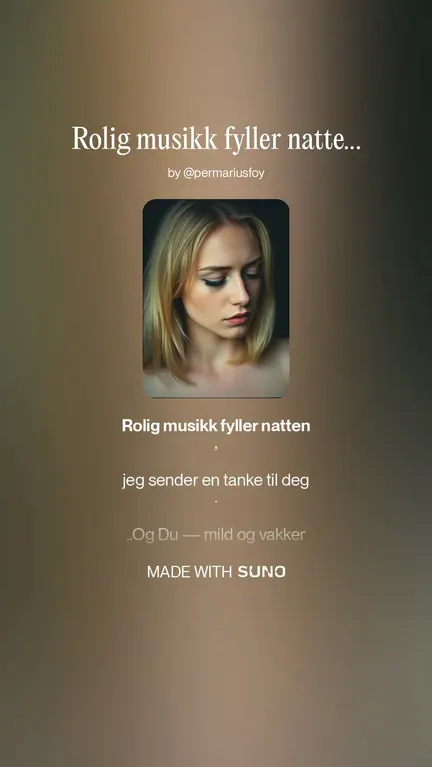 Rolig musikk fyller natte...
by @permariusfoy
Rolig musikk fyller natten
,
jeg sender en tanke til deg
.
..Og Du — mild og vakker
MADE WITH SUNO